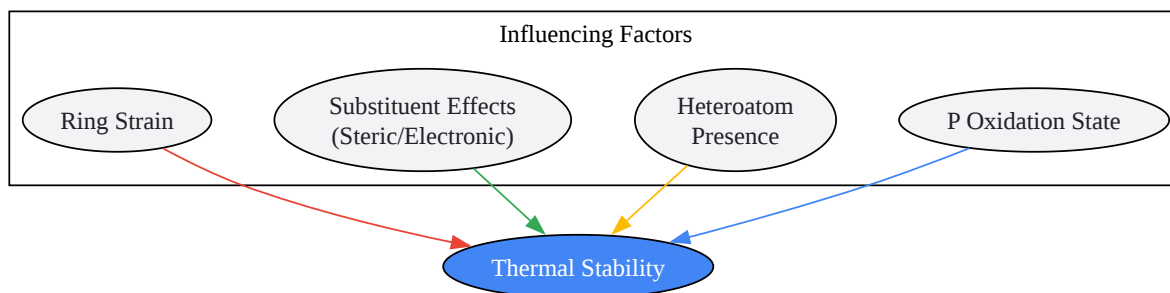 Influencing Factors
Ring Strain
Substituent Effects
(Steric/Electronic)
Heteroatom
Presence
P Oxidation State
Thermal Stability